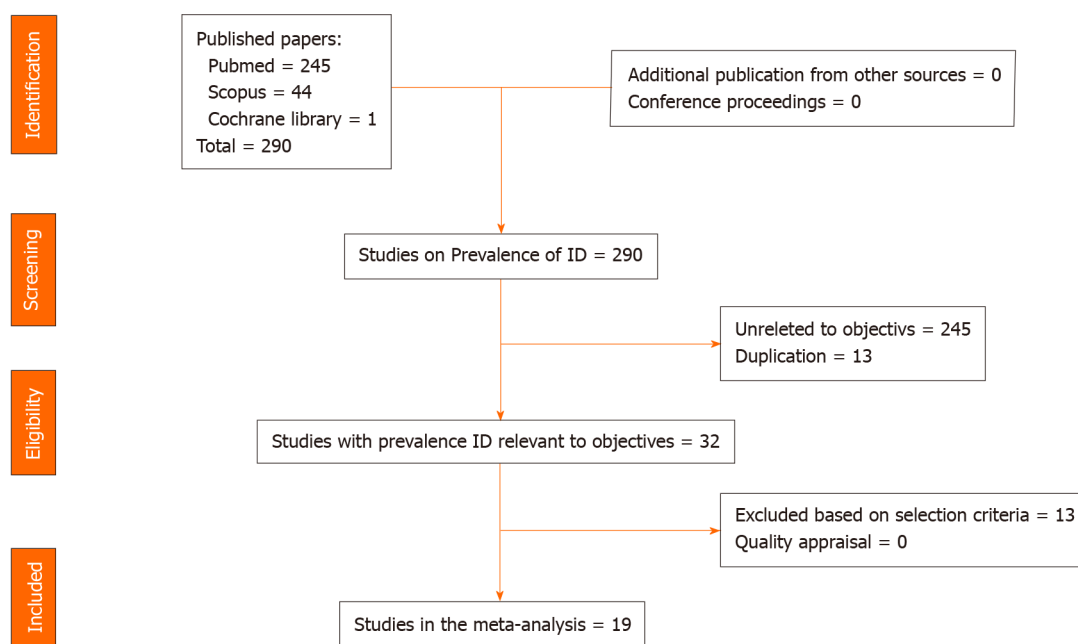 Identification
Published papers:
Pubmed = 245
Scopus = 44
Cochrane library = 1
Total = 290
Additional publication from other sources = 0
Conference proceedings = 0
Screening
Studies on Prevalence of ID = 290
Unreleted to objectivs = 245
Duplication = 13
Eligibility
Studies with prevalence ID relevant to objectives = 32
Excluded based on selection criteria = 13
Quality appraisal = 0
Included
Studies in the meta-analysis = 19